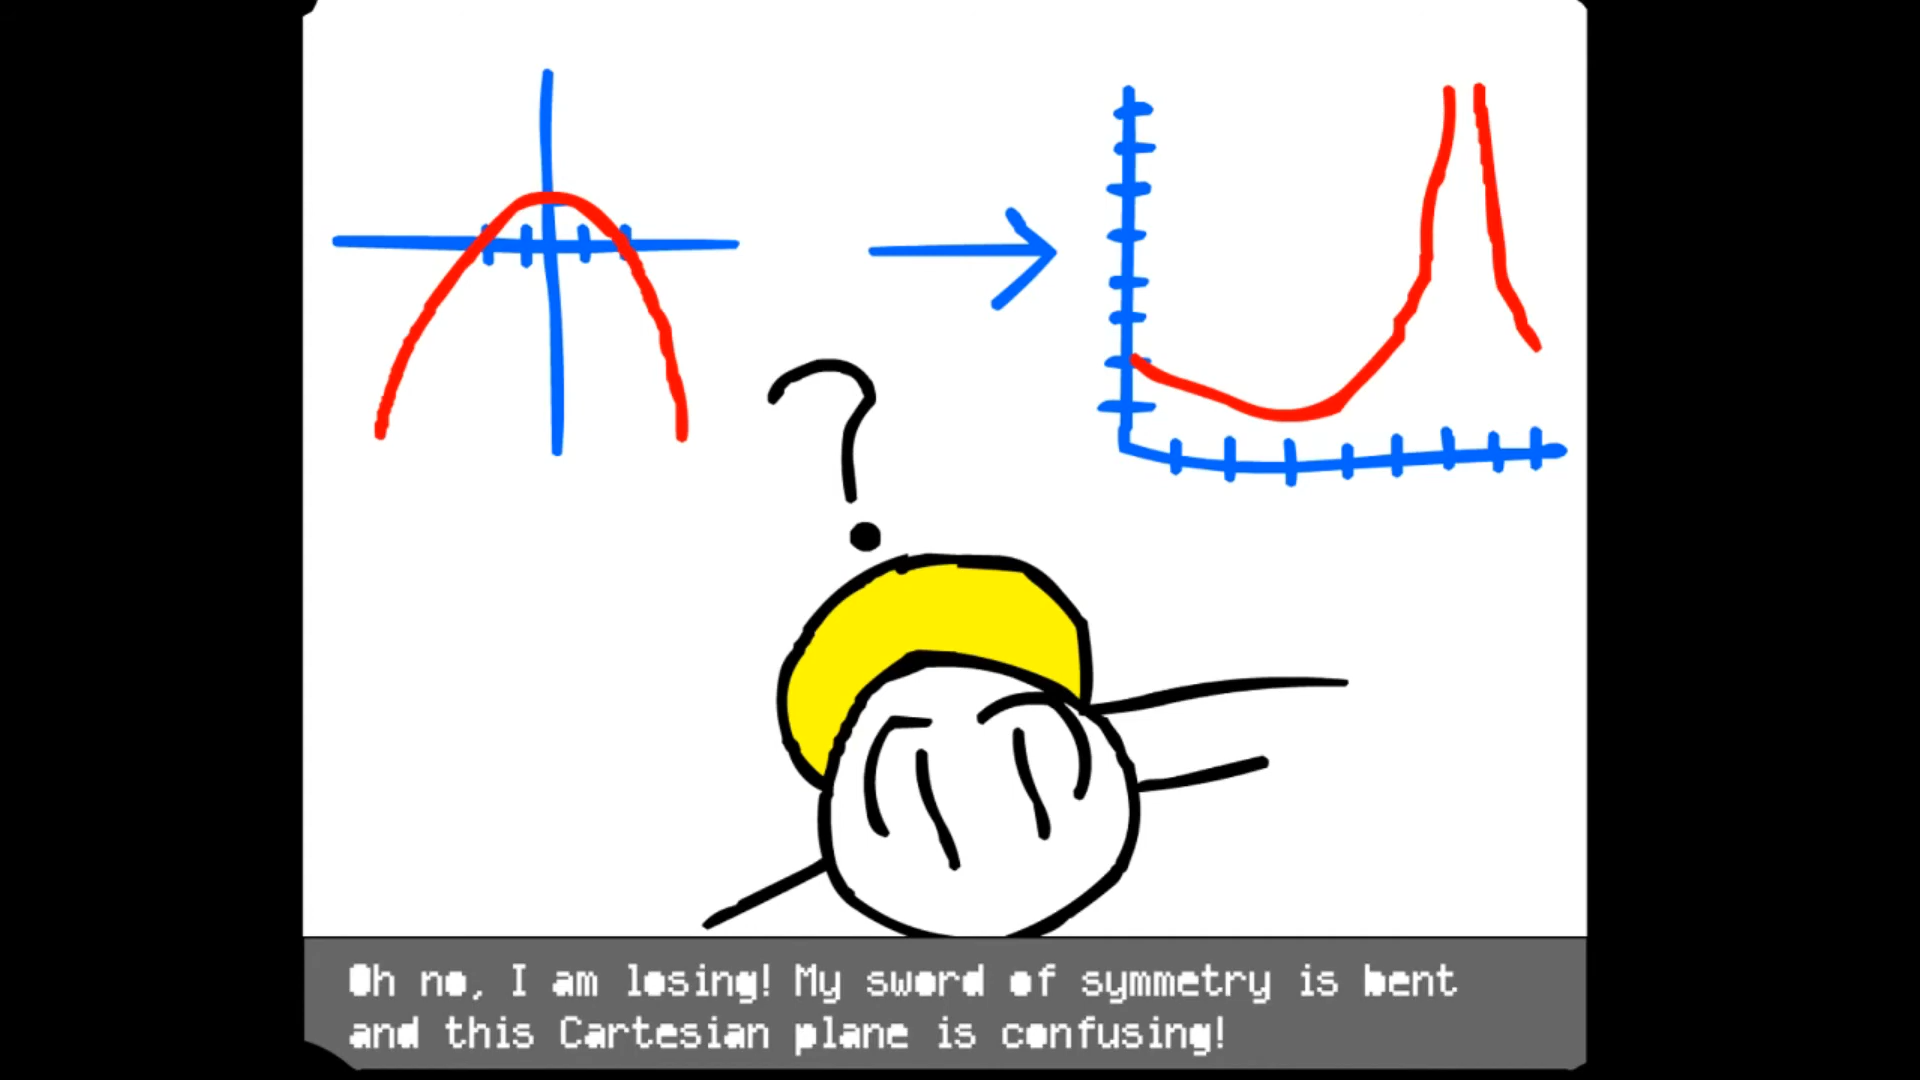 ?
Oh no, I am losing! My sword of symmetry is bent
and this Cartesian plane is confusing!